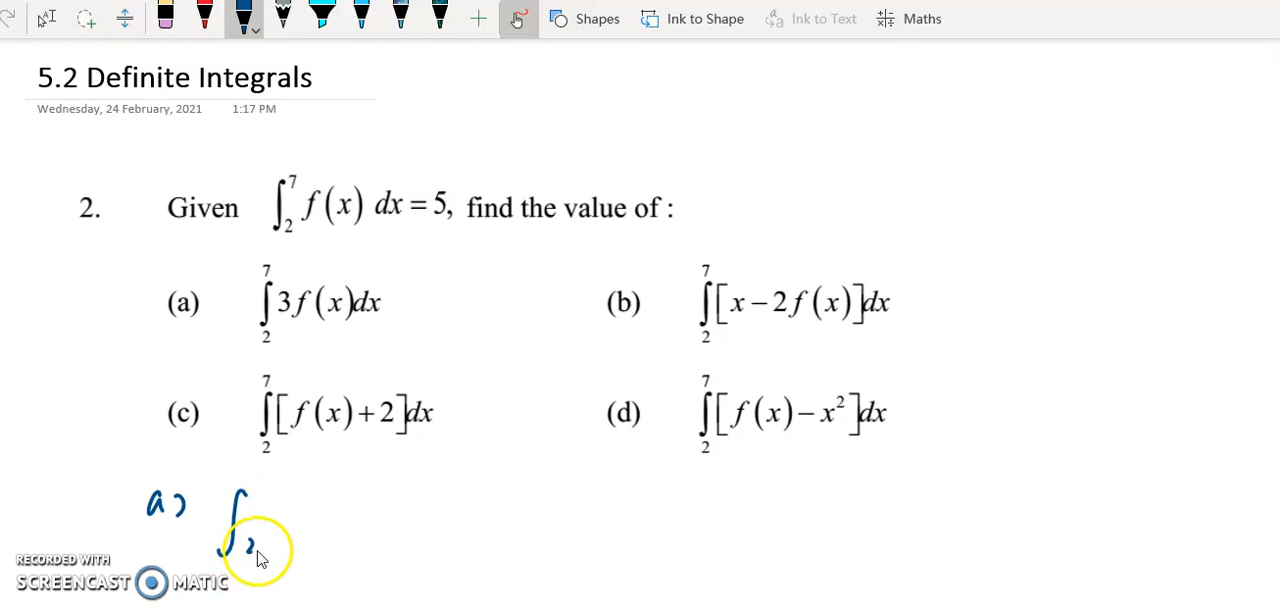 Shapes Ink to Shape Ink to Text Maths
5.2 Definite Integrals
Wednesday, 24 February, 2021 1:17 PM
2. Given ∫₂⁷ f(x) dx = 5, find the value of :
(a) ∫₂⁷ 3f(x)dx (b) ∫₂⁷ [x − 2f(x)]dx
(c) ∫₂⁷ [f(x) + 2]dx (d) ∫₂⁷ [f(x) − x²]dx
a) ∫₂
RECORDED WITH
SCREENCAST MATIC